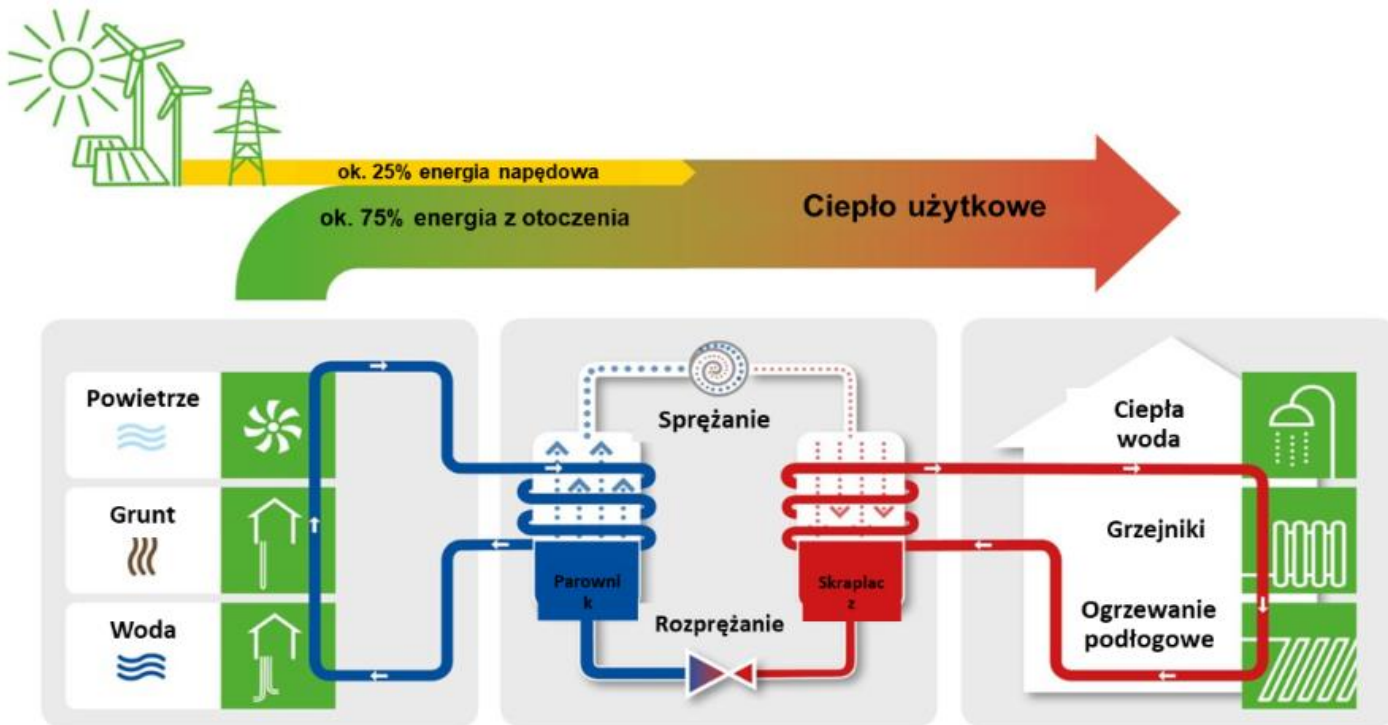 ok. 25% energia napędowa
ok. 75% energia z otoczenia
Ciepło użytkowe
Powietrze
Grunt
Woda
Sprężanie
Parowni
k
Skraplac
z
Rozprężanie
Ciepła
woda
Grzejniki
Ogrzewanie
podłogowe